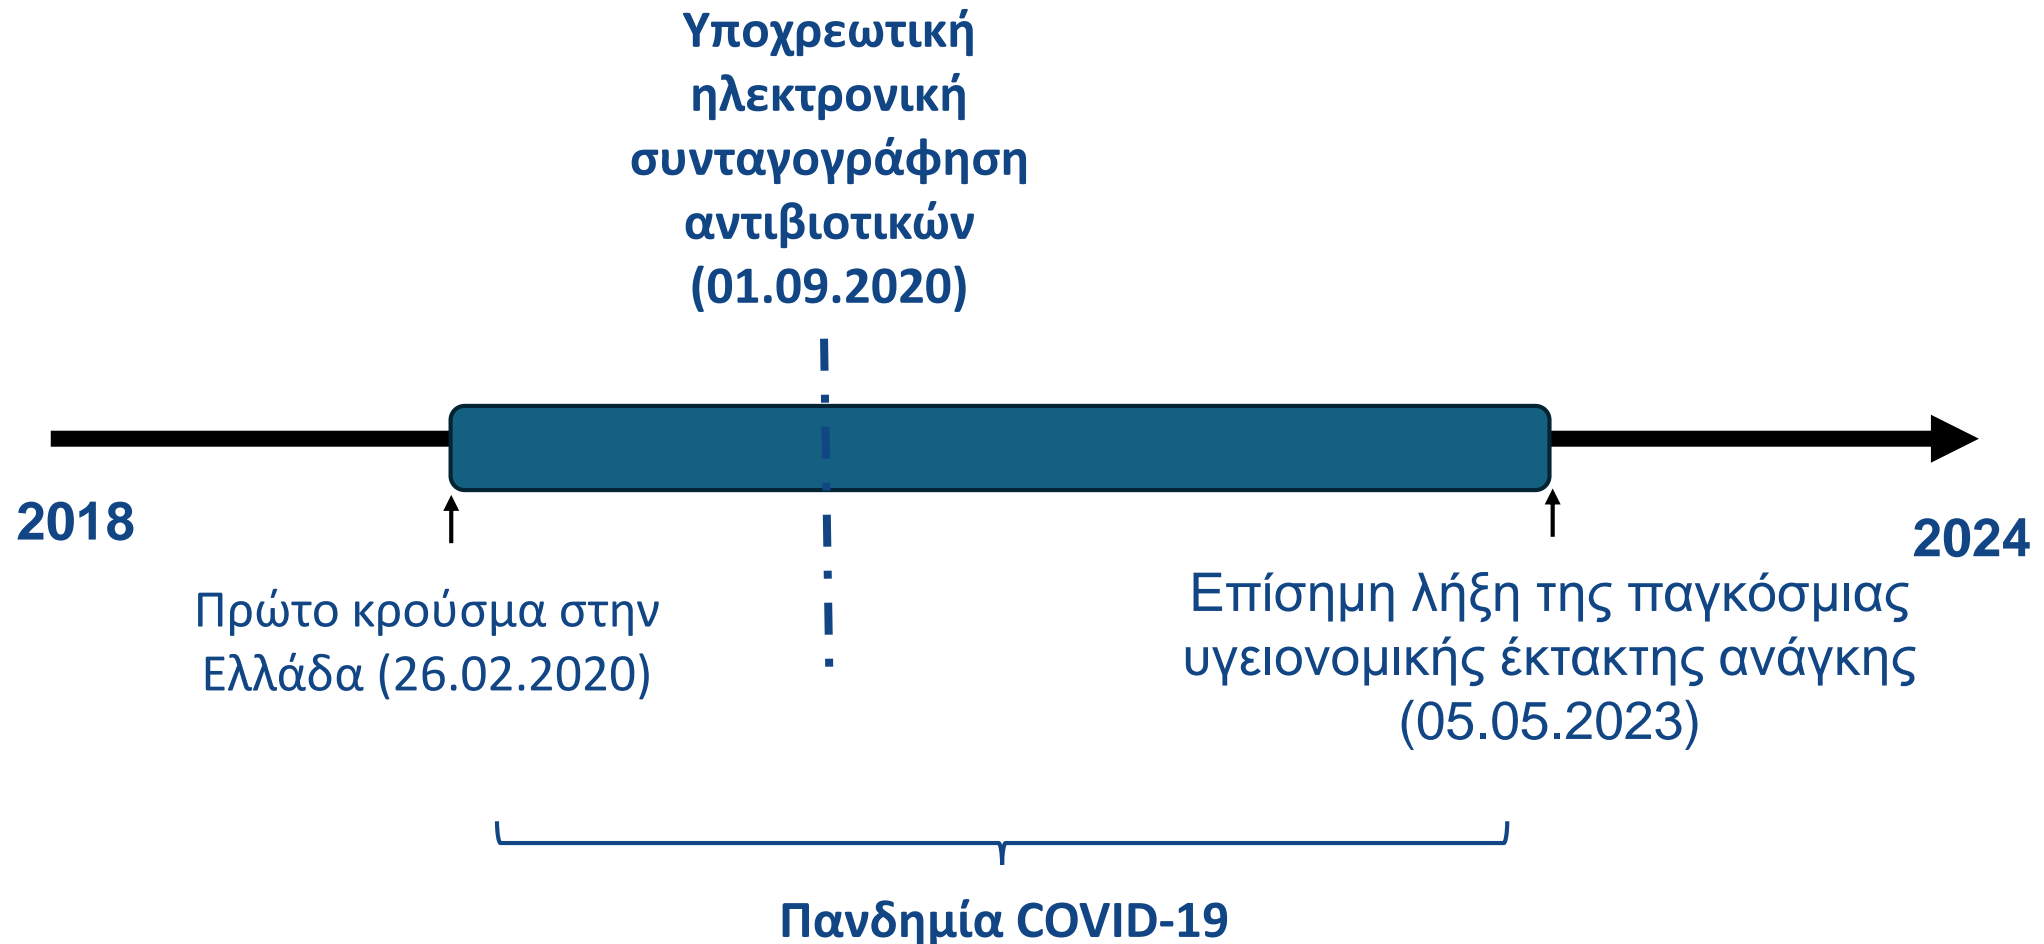 Υποχρεωτική
ηλεκτρονική
συνταγογράφηση
αντιβιοτικών
(01.09.2020)
2018
2024
Πρώτο κρούσμα στην
Ελλάδα (26.02.2020)
Επίσημη λήξη της παγκόσμιας
υγειονομικής έκτακτης ανάγκης
(05.05.2023)
Πανδημία COVID-19